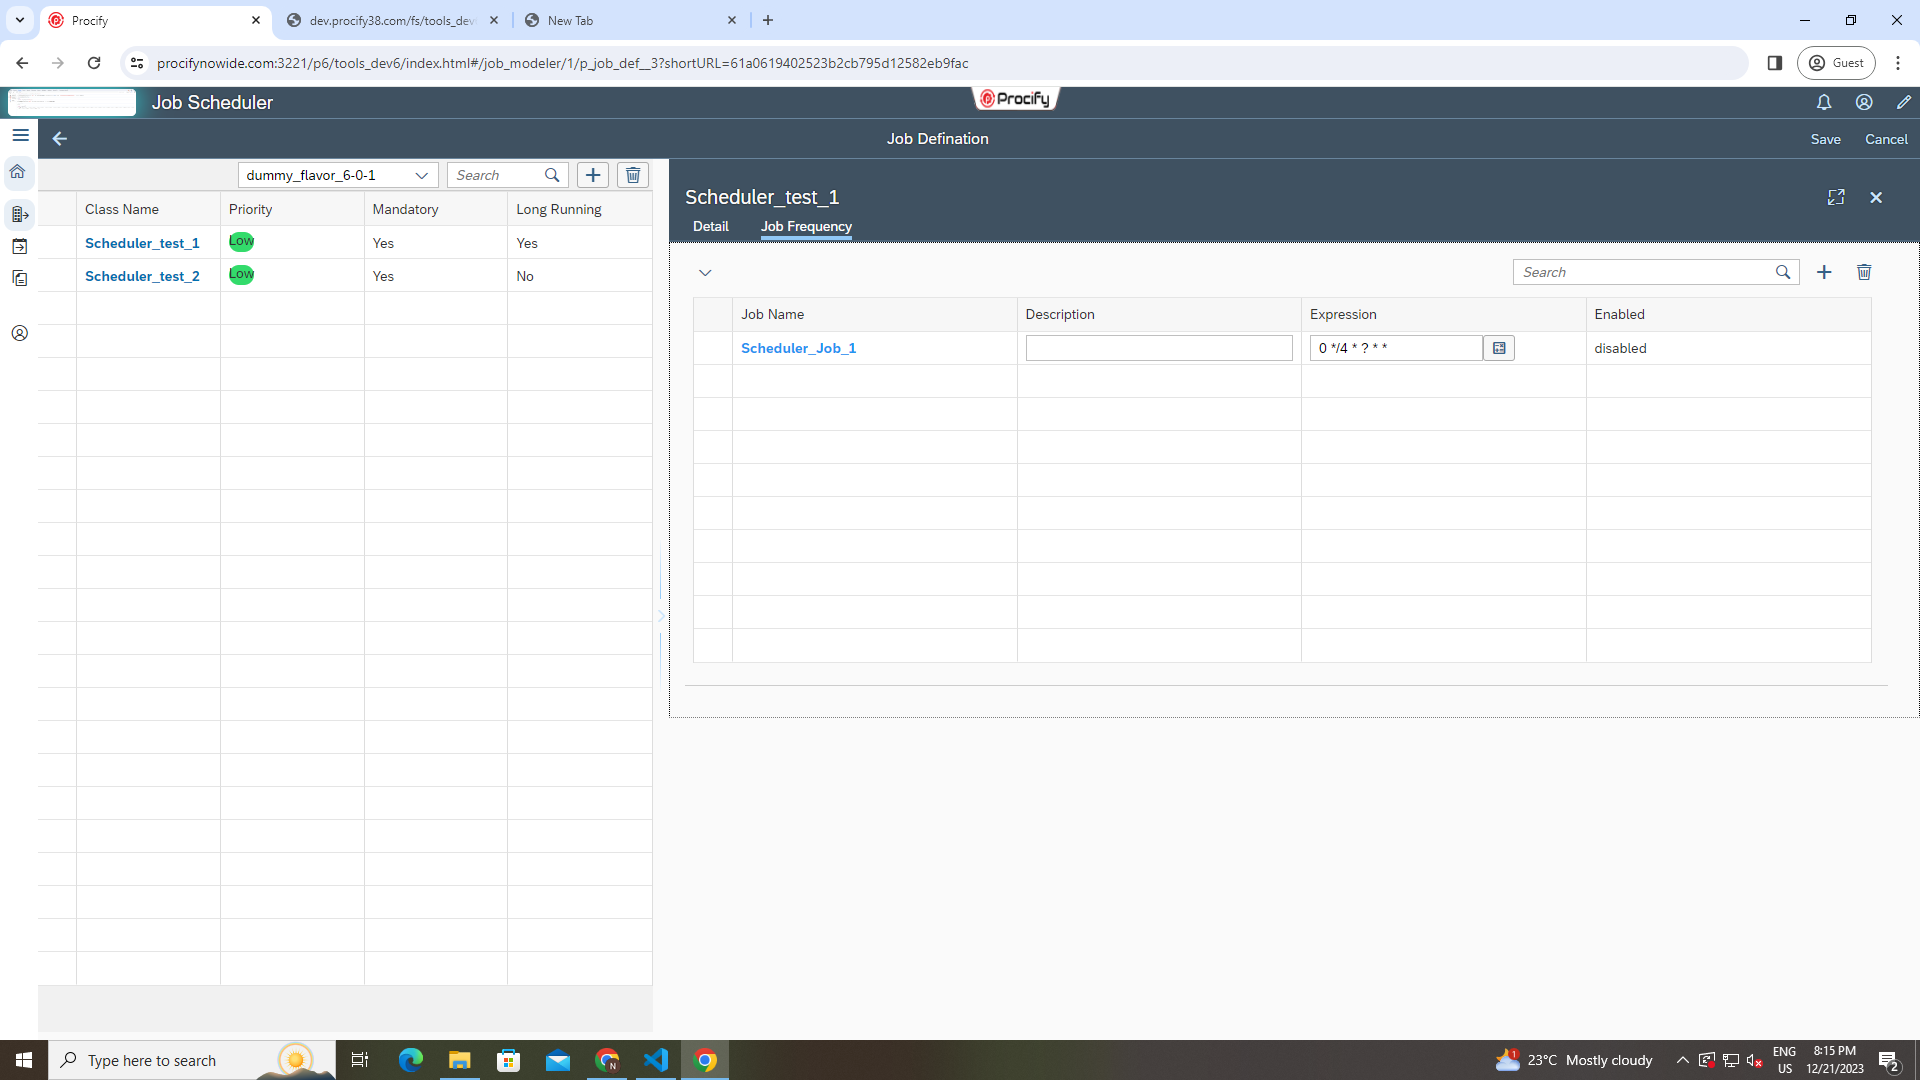 Procify
dev.procify38.com/fs/tools_dev
New Tab
procifynowide.com:3221/p6/tools_dev6/index.html#/job_modeler/1/p_job_def__3?shortURL=61a0619402523b2cb795d12582eb9fac
Guest
Job Scheduler
Procify
Job Defination
Save
Cancel
dummy_flavor_6-0-1
Search
Class Name
Priority
Mandatory
Long Running
Scheduler_test_1
Low
Yes
Yes
Scheduler_test_2
Low
Yes
No
Scheduler_test_1
Detail
Job Frequency
Search
Job Name
Description
Expression
Enabled
Scheduler_Job_1
0 */4 * ? * *
disabled
Type here to search
N
1
23°C Mostly cloudy
ENG
US
8:15 PM
12/21/2023
2